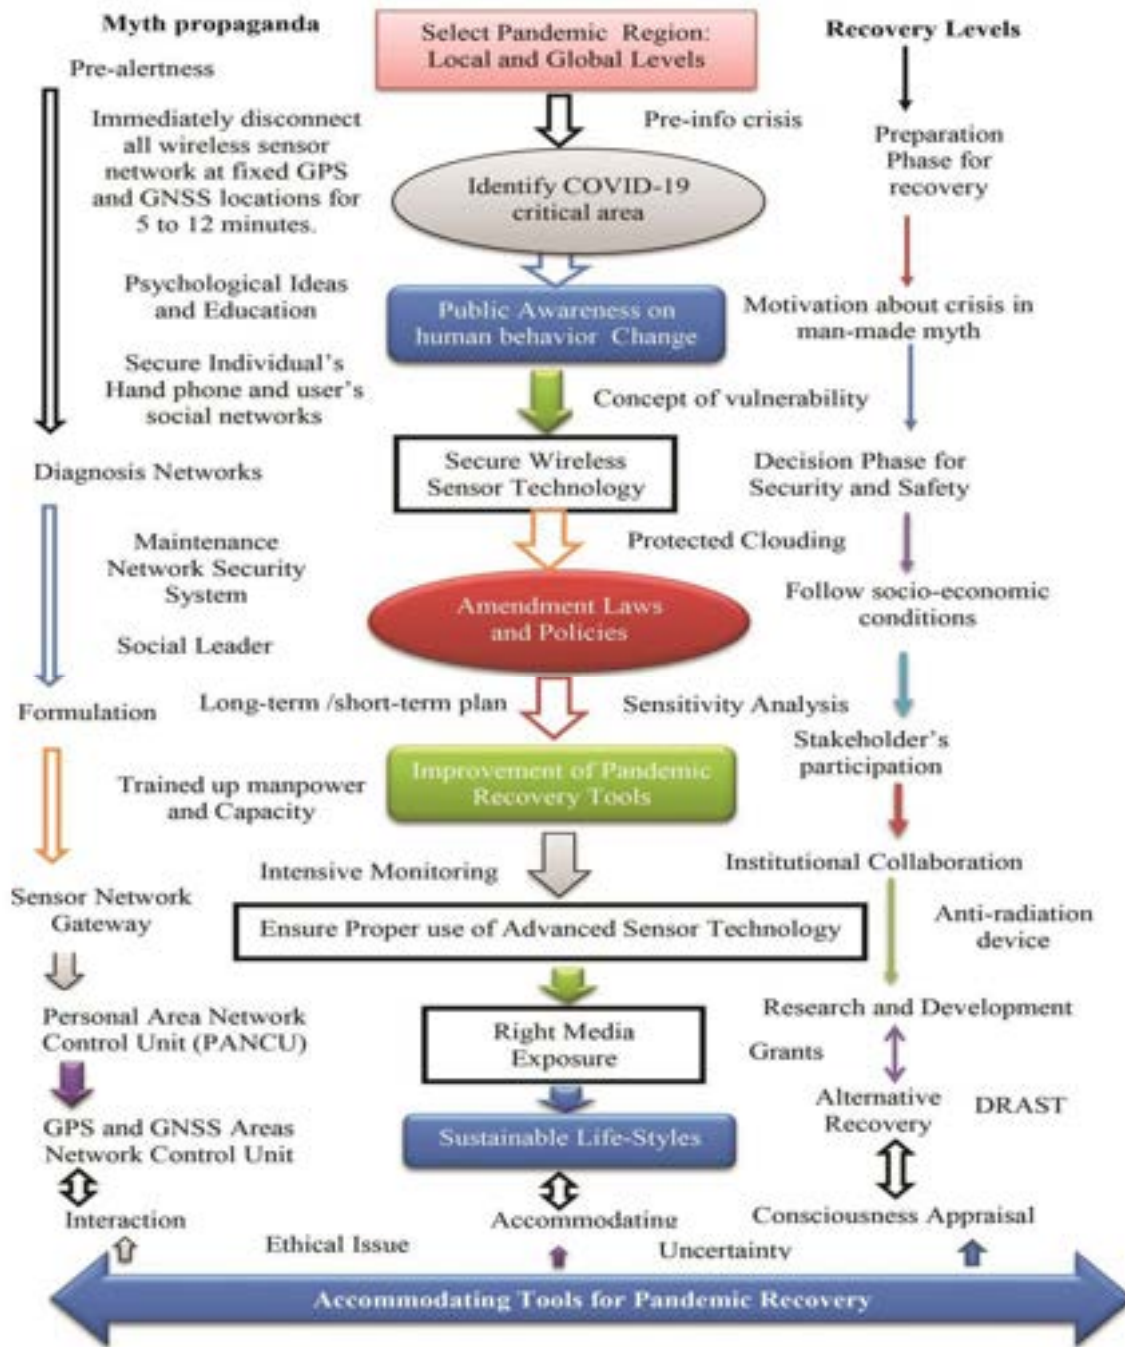 Myth propaganda
Pre-alertness
Immediately disconnect
all wireless sensor
network at fixed GPS
and GNSS locations for
5 to 12 minutes.
Psychological Ideas
and Education
Secure Individual's
Hand phone and user's
social networks
Diagnosis Networks
Maintenance
Network Security
System
Social Leader
Formulation
Trained up manpower
and Capacity
Sensor Network
Gateway
Personal Area Network
Control Unit (PANCU)
GPS and GNSS Areas
Network Control Unit
Interaction
Select Pandemic Region:
Local and Global Levels
Pre-info crisis
Identify COVID-19
critical area
Public Awareness on
human behavior Change
Concept of vulnerability
Secure Wireless
Sensor Technology
Protected Clouding
Amendment Laws
and Policies
Long-term /short-term plan
Sensitivity Analysis
Improvement of Pandemic
Recovery Tools
Intensive Monitoring
Ensure Proper use of Advanced Sensor Technology
Right Media
Exposure
Sustainable Life-Styles
Accommodating
Ethical Issue
Uncertainty
Recovery Levels
Preparation
Phase for
recovery
Motivation about crisis in
man-made myth
Decision Phase for
Security and Safety
Follow socio-economic
conditions
Stakeholder's
participation
Institutional Collaboration
Anti-radiation
device
Research and Development
Grants
Alternative
Recovery
DRAST
Consciousness Appraisal
Accommodating Tools for Pandemic Recovery